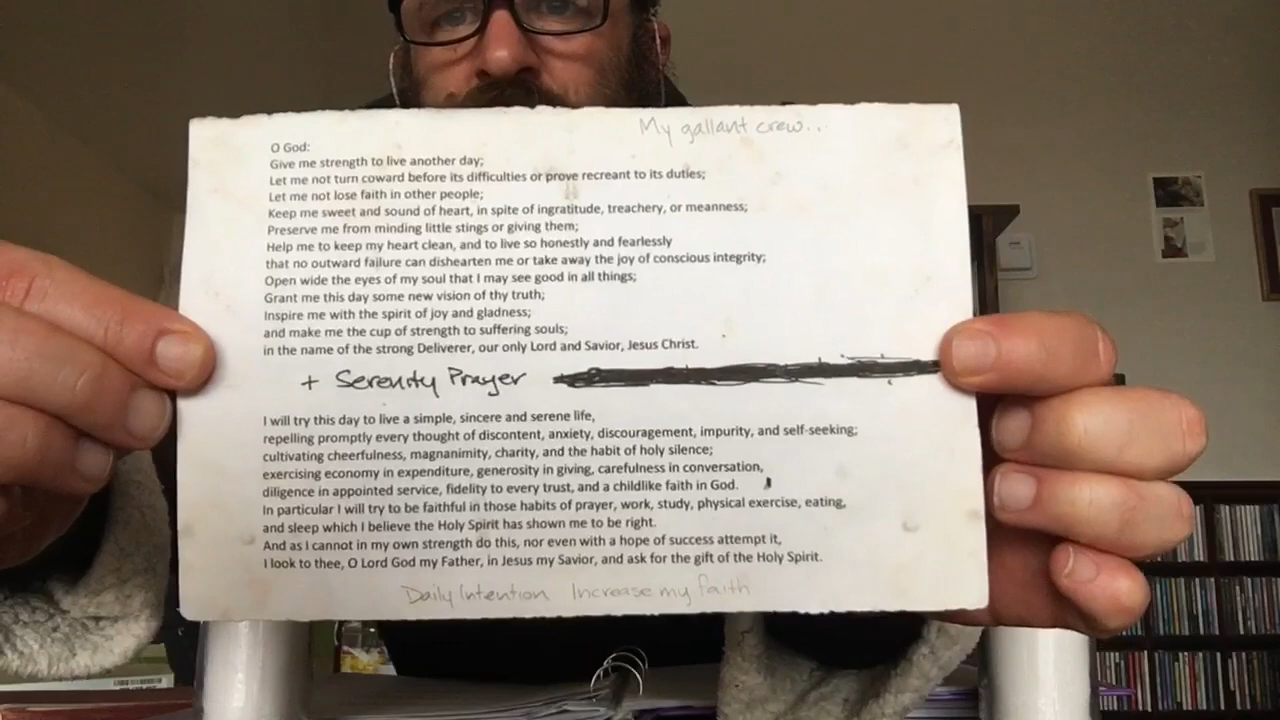 My gallant crew..
O God:
Give me strength to live another day;
Let me not turn coward before its difficulties or prove recreant to its duties;
Let me not lose faith in other people;
Keep me sweet and sound of heart, in spite of ingratitude, treachery, or meanness;
Preserve me from minding little stings or giving them;
Help me to keep my heart clean, and to live so honestly and fearlessly
that no outward failure can dishearten me or take away the joy of conscious integrity;
Open wide the eyes of my soul that I may see good in all things;
Grant me this day some new vision of thy truth;
Inspire me with the spirit of joy and gladness;
and make me the cup of strength to suffering souls;
in the name of the strong Deliverer, our only Lord and Savior, Jesus Christ.
+ Serenity Prayer
I will try this day to live a simple, sincere and serene life,
repelling promptly every thought of discontent, anxiety, discouragement, impurity, and self-seeking;
cultivating cheerfulness, magnanimity, charity, and the habit of holy silence;
exercising economy in expenditure, generosity in giving, carefulness in conversation,
diligence in appointed service, fidelity to every trust, and a childlike faith in God.
In particular I will try to be faithful in those habits of prayer, work, study, physical exercise, eating,
and sleep which I believe the Holy Spirit has shown me to be right.
And as I cannot in my own strength do this, nor even with a hope of success attempt it,
I look to thee, O Lord God my Father, in Jesus my Savior, and ask for the gift of the Holy Spirit.
Daily Intention Increase my faith